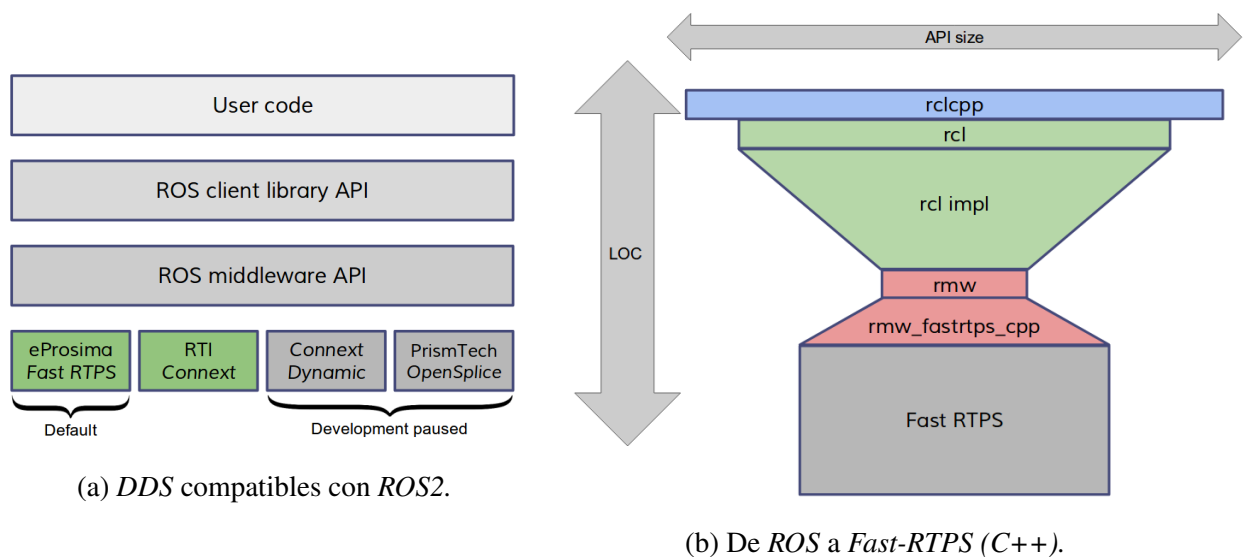 User code
ROS client library API
ROS middleware API
eProsima
Fast RTPS
RTI
Connext
Connext
Dynamic
PrismTech
OpenSplice
Default
Development paused
(a) DDS compatibles con ROS2.
API size
LOC
rclcpp
rcl
rcl impl
rmw
rmw_fastrtps_cpp
Fast RTPS
(b) De ROS a Fast-RTPS (C++).